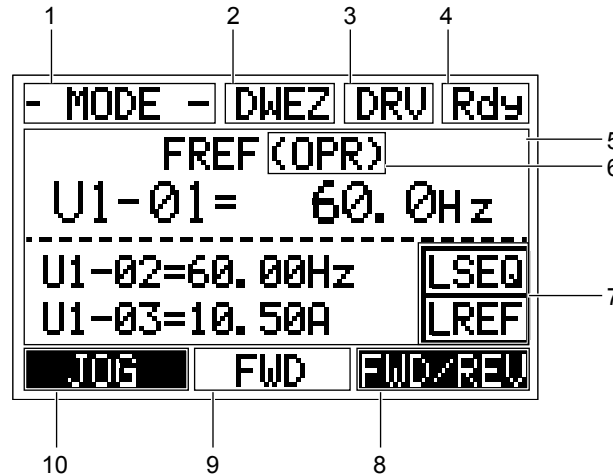 1 2 3 4
- MODE - DWEZ DRV Rdy
5
FREF (OPR)
6
U1-01= 60.0Hz
U1-02=60.00Hz LSEQ
7
U1-03=10.50A LREF
JOG FWD FWD/REV
10 9 8